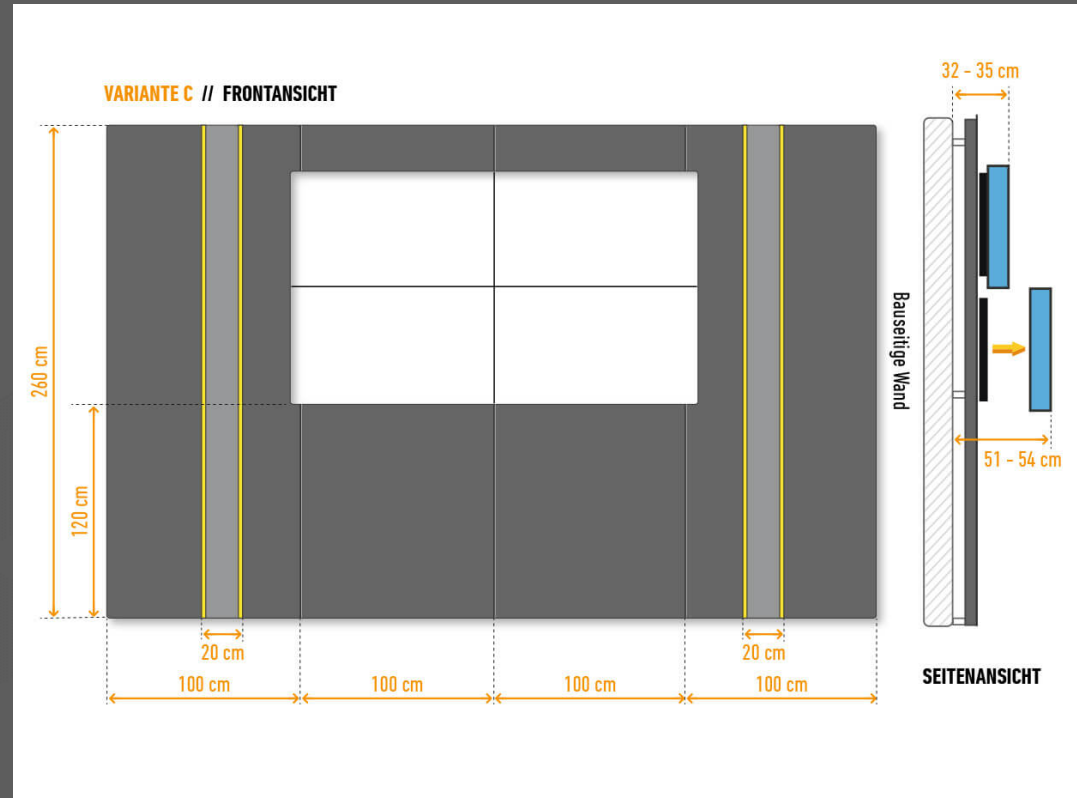 VARIANTE C // FRONTANSICHT
32 - 35 cm
260 cm
120 cm
Bauseitige Wand
51 - 54 cm
20 cm
20 cm
100 cm
100 cm
100 cm
100 cm
SEITENANSICHT